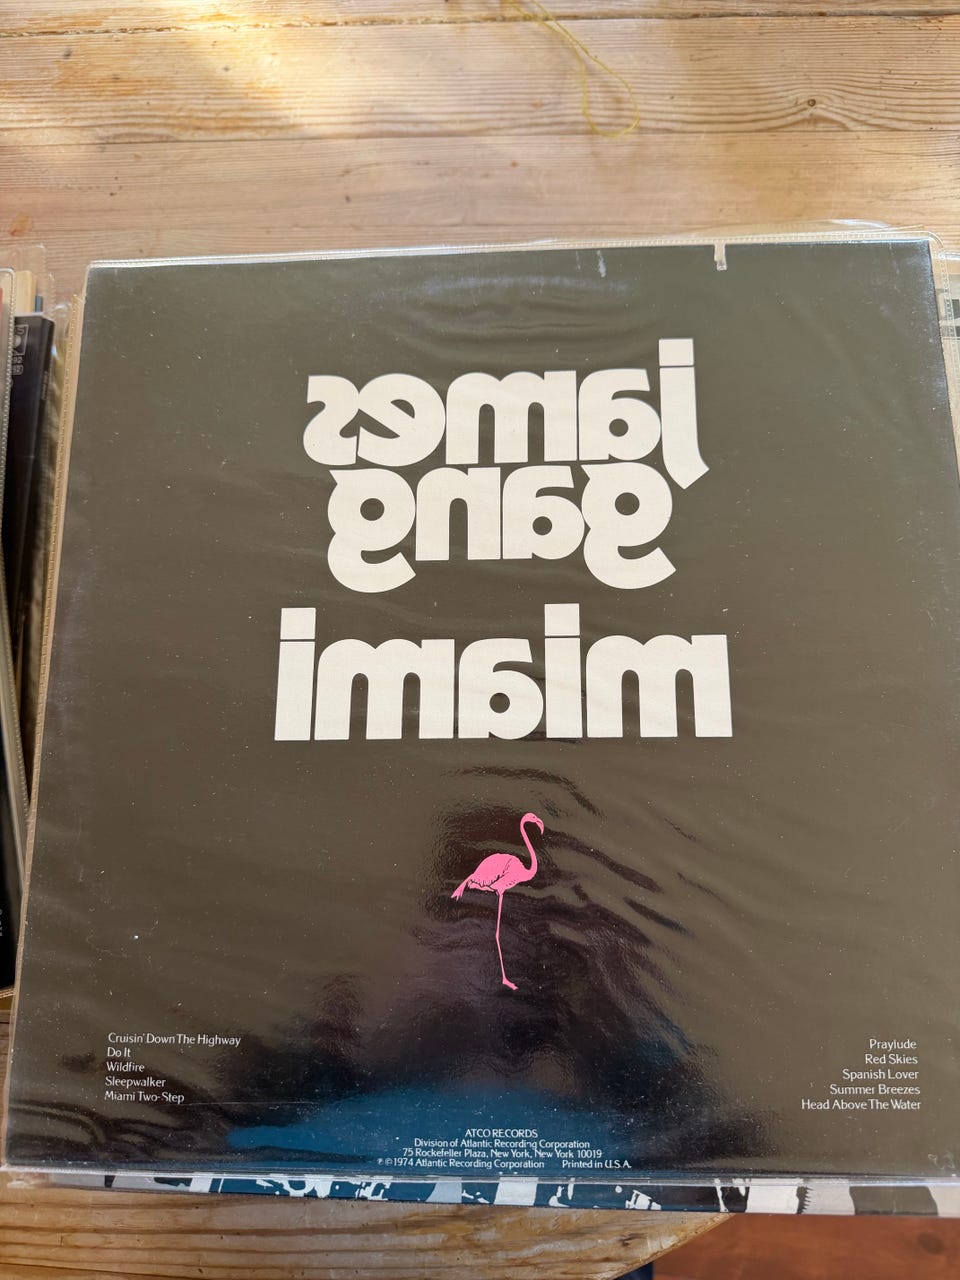 james
gang
miami
Cruisin' Down The Highway
Do It
Wildfire
Sleepwalker
Miami Two-Step
Praylude
Red Skies
Spanish Lover
Summer Breezes
Head Above The Water
ATCO RECORDS
Division of Atlantic Recording Corporation
75 Rockefeller Plaza, New York, New York 10019
℗ © 1974 Atlantic Recording Corporation Printed in U.S.A.